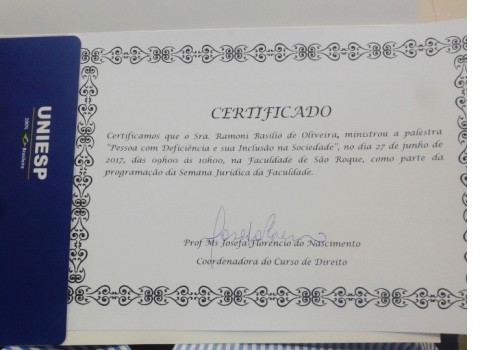 CERTIFICADO
Certificamos que o Sra. Ramoni Basilio de Oliveira, ministrou a palestra
"Pessoa com Deficiência e sua Inclusão na Sociedade", no dia 27 de junho de
2017, das 09h00 às 10h00, na Faculdade de São Roque, como parte da
programação da Semana Jurídica da Faculdade.
Prof Ms Josefa Florencio do Nascimento
Coordenadora do Curso de Direito
UNIESP